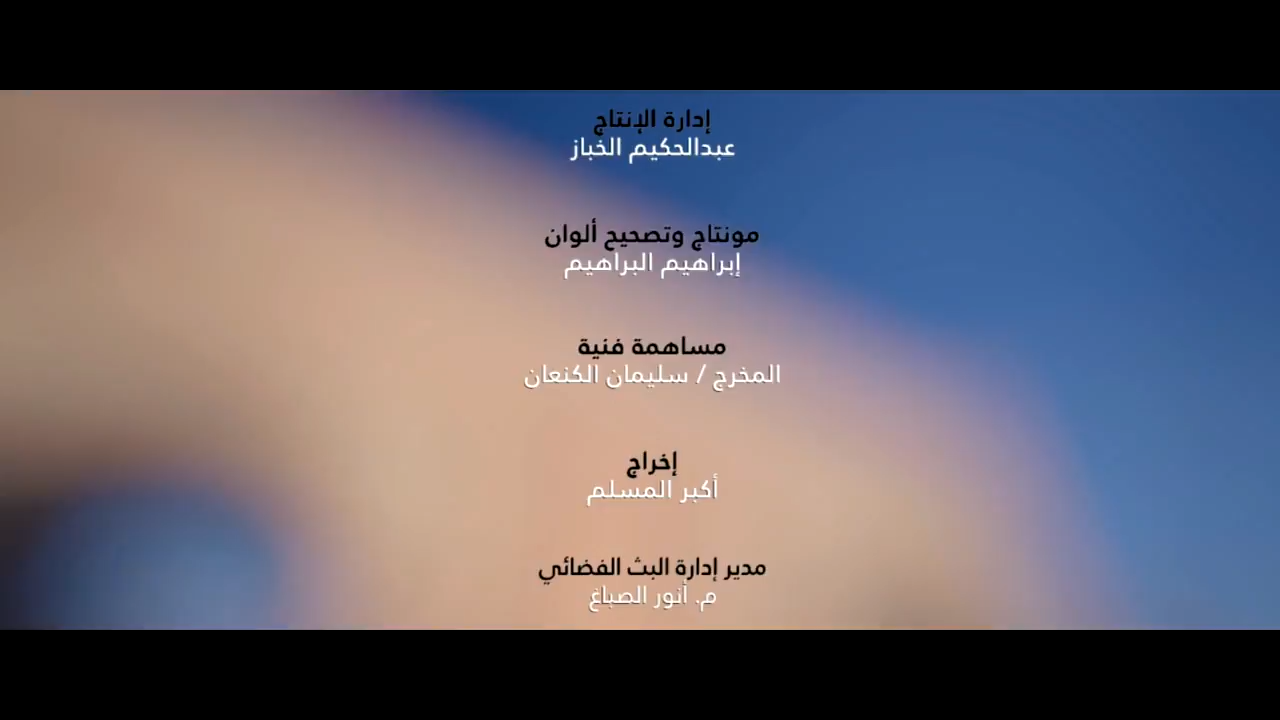 إدارة الإنتاج
عبدالحكيم الخباز
مونتاج وتصحيح ألوان
إبراهيم البراهيم
مساهمة فنية
المخرج / سليمان الكنعان
إخراج
أكبر المسلم
مدير إدارة البث الفضائي
م. أنور الصباغ